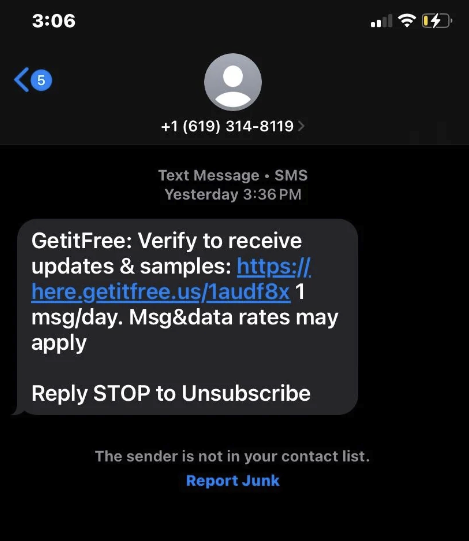 3:06
5
+1 (619) 314-8119 >
Text Message • SMS
Yesterday 3:36 PM
GetitFree: Verify to receive
updates & samples: https://
here.getitfree.us/1audf8x 1
msg/day. Msg&data rates may
apply
Reply STOP to Unsubscribe
The sender is not in your contact list.
Report Junk